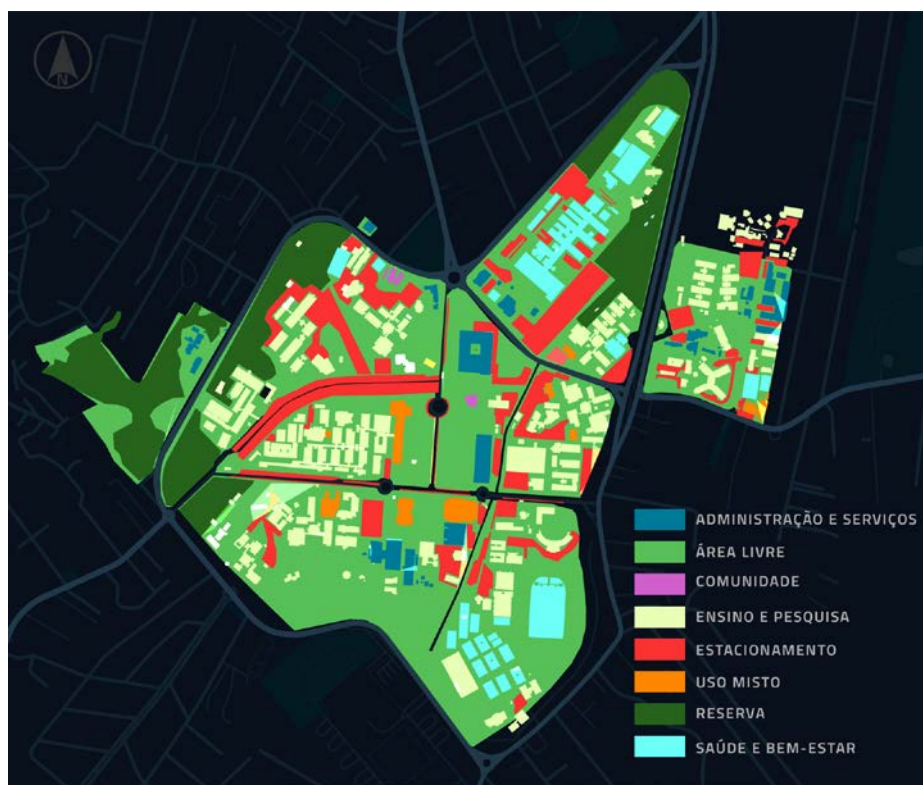 N
ADMINISTRAÇÃO E SERVIÇOS
ÁREA LIVRE
COMUNIDADE
ENSINO E PESQUISA
ESTACIONAMENTO
USO MISTO
RESERVA
SAÚDE E BEM-ESTAR